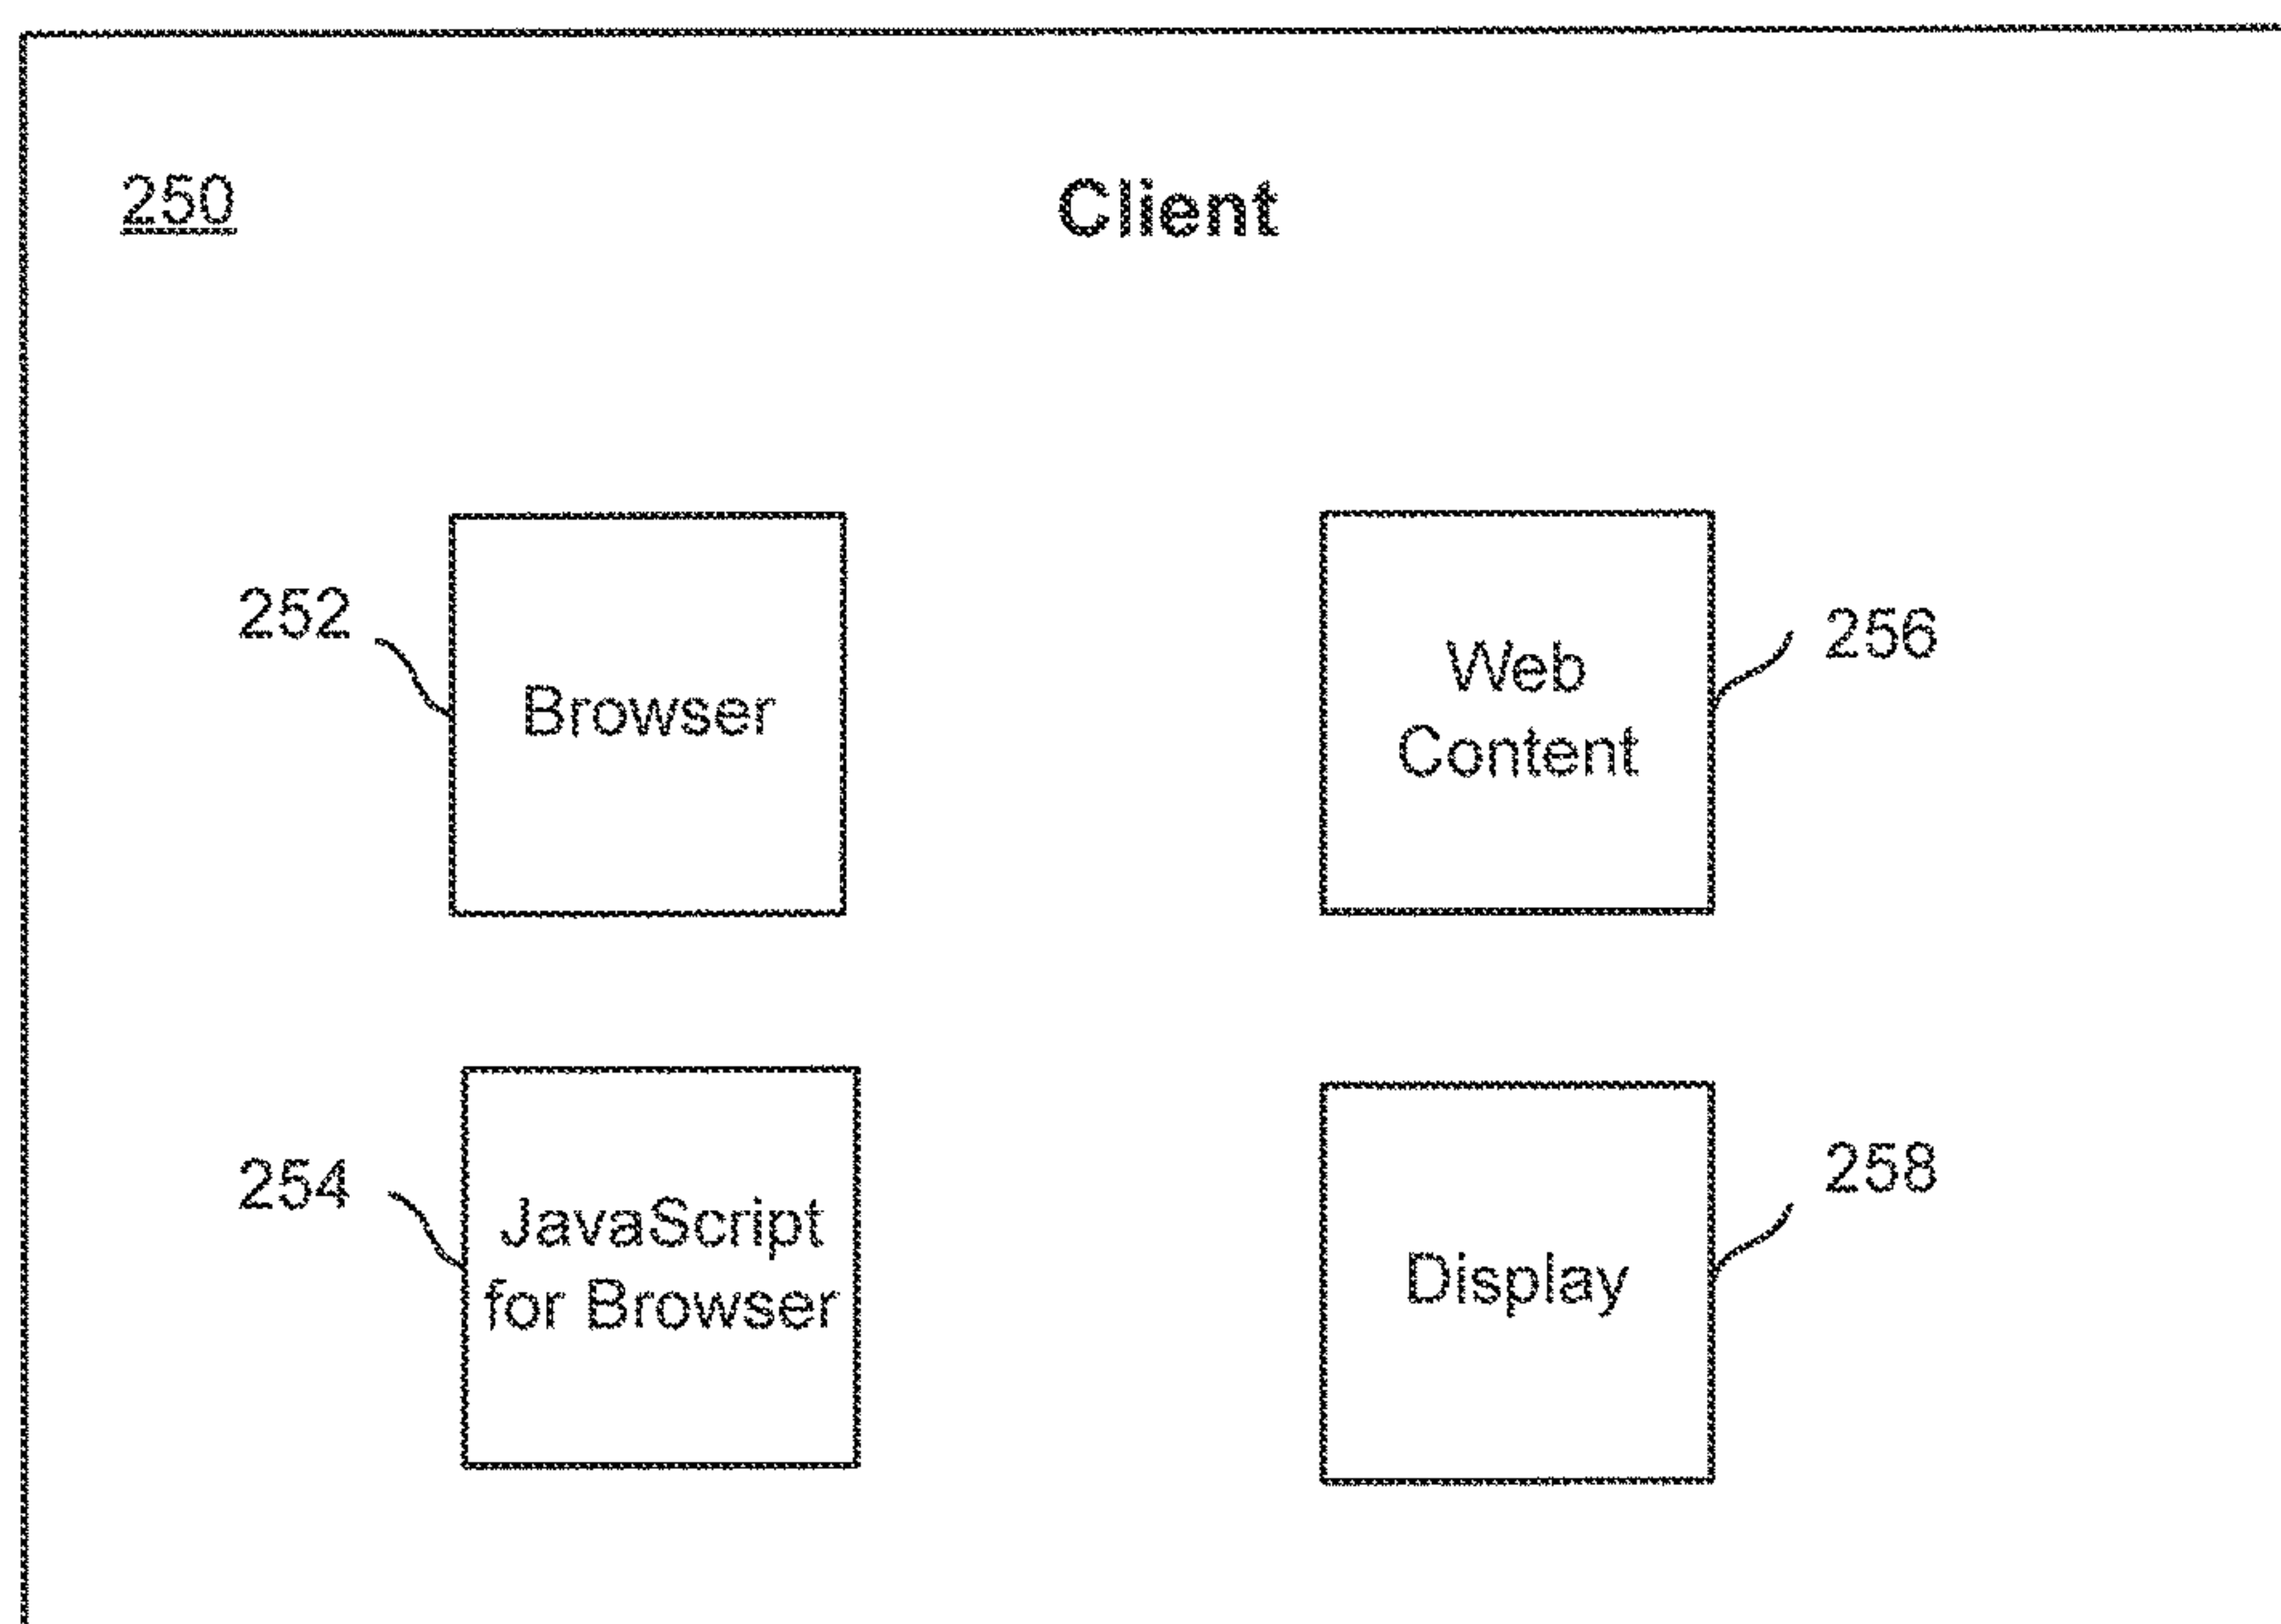 250
Client
252
Browser
Web
Content
256
254
JavaScript
for Browser
Display
258